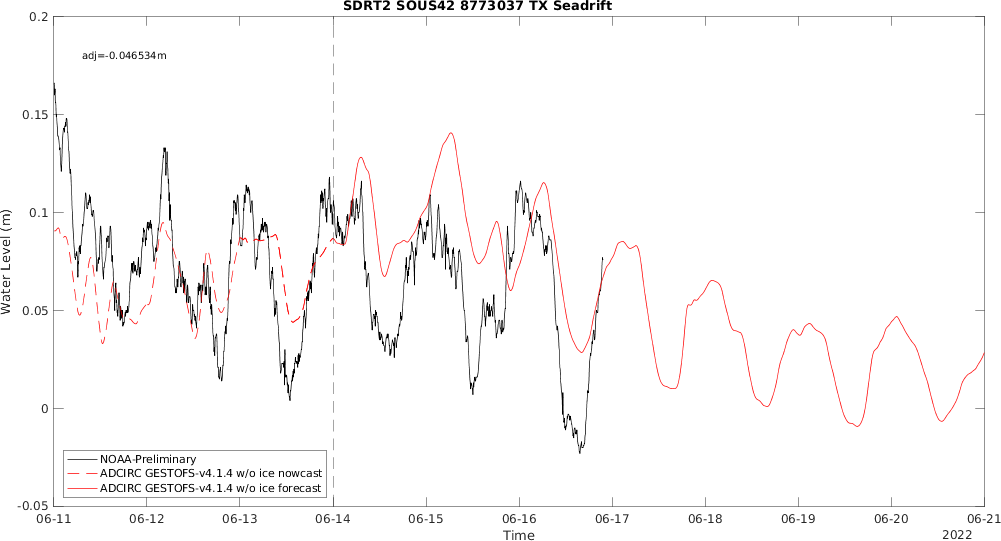 SDRT2 SOUS42 8773037 TX Seadrift
0.2
adj=-0.046534m
0.15
0.1
0.05
0
-0.05
Water Level (m)
NOAA-Preliminary
ADCIRC GESTOFS-v4.1.4 w/o ice nowcast
ADCIRC GESTOFS-v4.1.4 w/o ice forecast
06-11 06-12 06-13 06-14 06-15 06-16 06-17 06-18 06-19 06-20 06-21
Time
2022